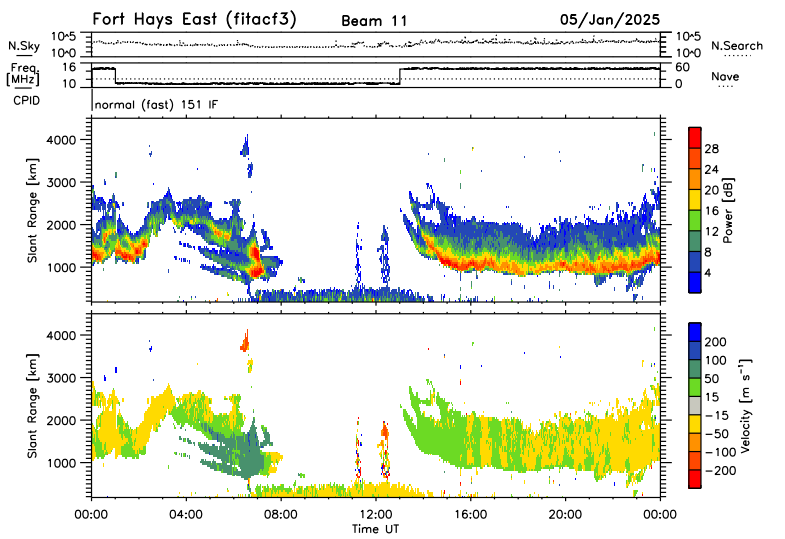 Fort Hays East (fitacf3) Beam 11 05/Jan/2025
N.Sky 10^5 10^0 10^5 10^0 N.Search
Freq. [MHz] 16 10 60 0 Nave
CPID normal (fast) 151 IF
Slant Range [km] 4000 3000 2000 1000
Power [dB] 28 24 20 16 12 8 4
Slant Range [km] 4000 3000 2000 1000
Velocity [m s⁻¹] 200 100 50 15 −15 −50 −100 −200
00:00 04:00 08:00 12:00 16:00 20:00 00:00
Time UT